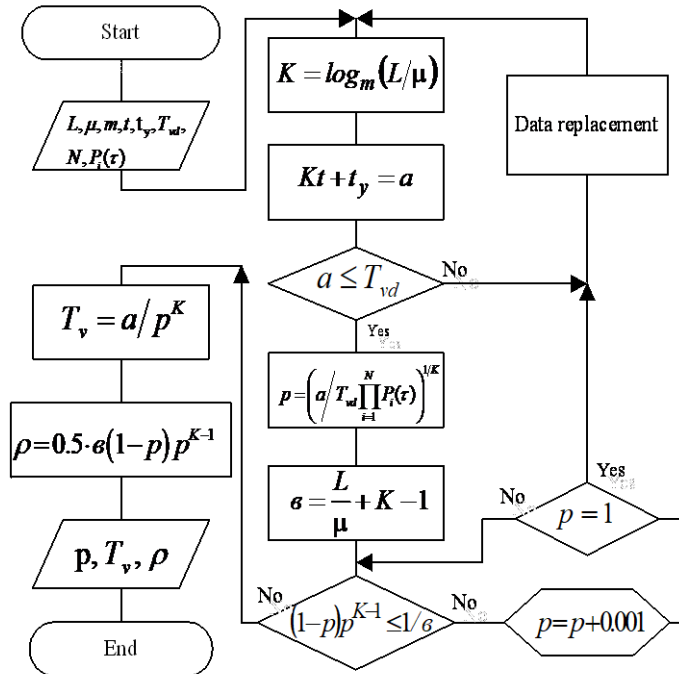 Start
L, μ, m, t, t_y, T_vd,
N, P_i(τ)
K = log_m(L/μ)
Kt + t_y = a
a ≤ T_vd
No
Yes
p = (a/T_vd ∏_{i=1}^{N} P_i(τ))^{1/K}
в = L/μ + K − 1
(1−p)p^{K−1} ≤ 1/в
No
No
p = p+0.001
p = 1
No
Yes
Data replacement
T_v = a/p^K
ρ = 0.5·в(1−p)p^{K−1}
p, T_v, ρ
End